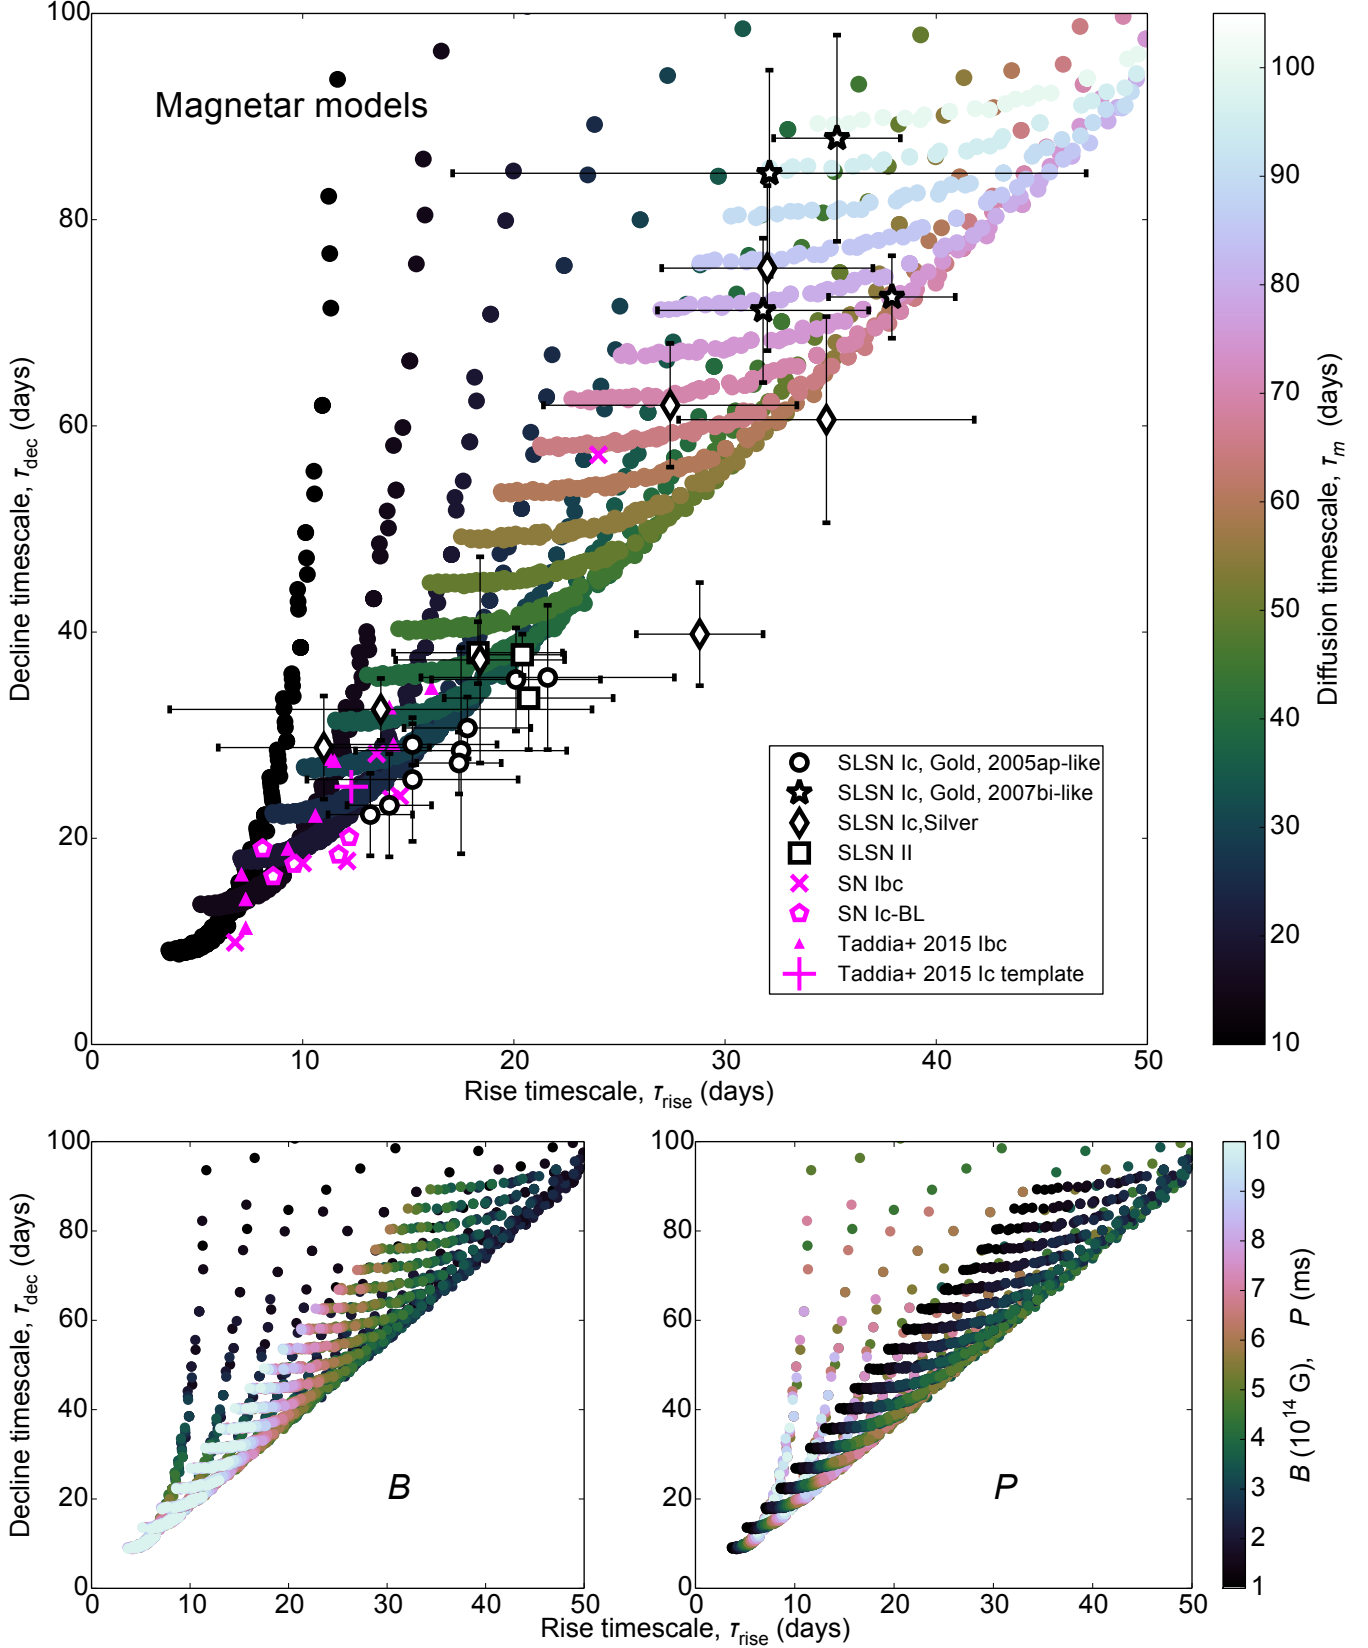 Magnetar models
100
80
60
40
20
0
Decline timescale, τdec (days)
0 10 20 30 40 50
Rise timescale, τrise (days)
SLSN Ic, Gold, 2005ap-like
SLSN Ic, Gold, 2007bi-like
SLSN Ic,Silver
SLSN II
SN Ibc
SN Ic-BL
Taddia+ 2015 Ibc
Taddia+ 2015 Ic template
100
90
80
70
60
50
40
30
20
10
Diffusion timescale, τm (days)
100
80
60
40
20
0
Decline timescale, τdec (days)
B
0 10 20 30 40 50
100
80
60
40
20
0
P
0 10 20 30 40 50
Rise timescale, τrise (days)
10
9
8
7
6
5
4
3
2
1
B (10^14 G), P (ms)